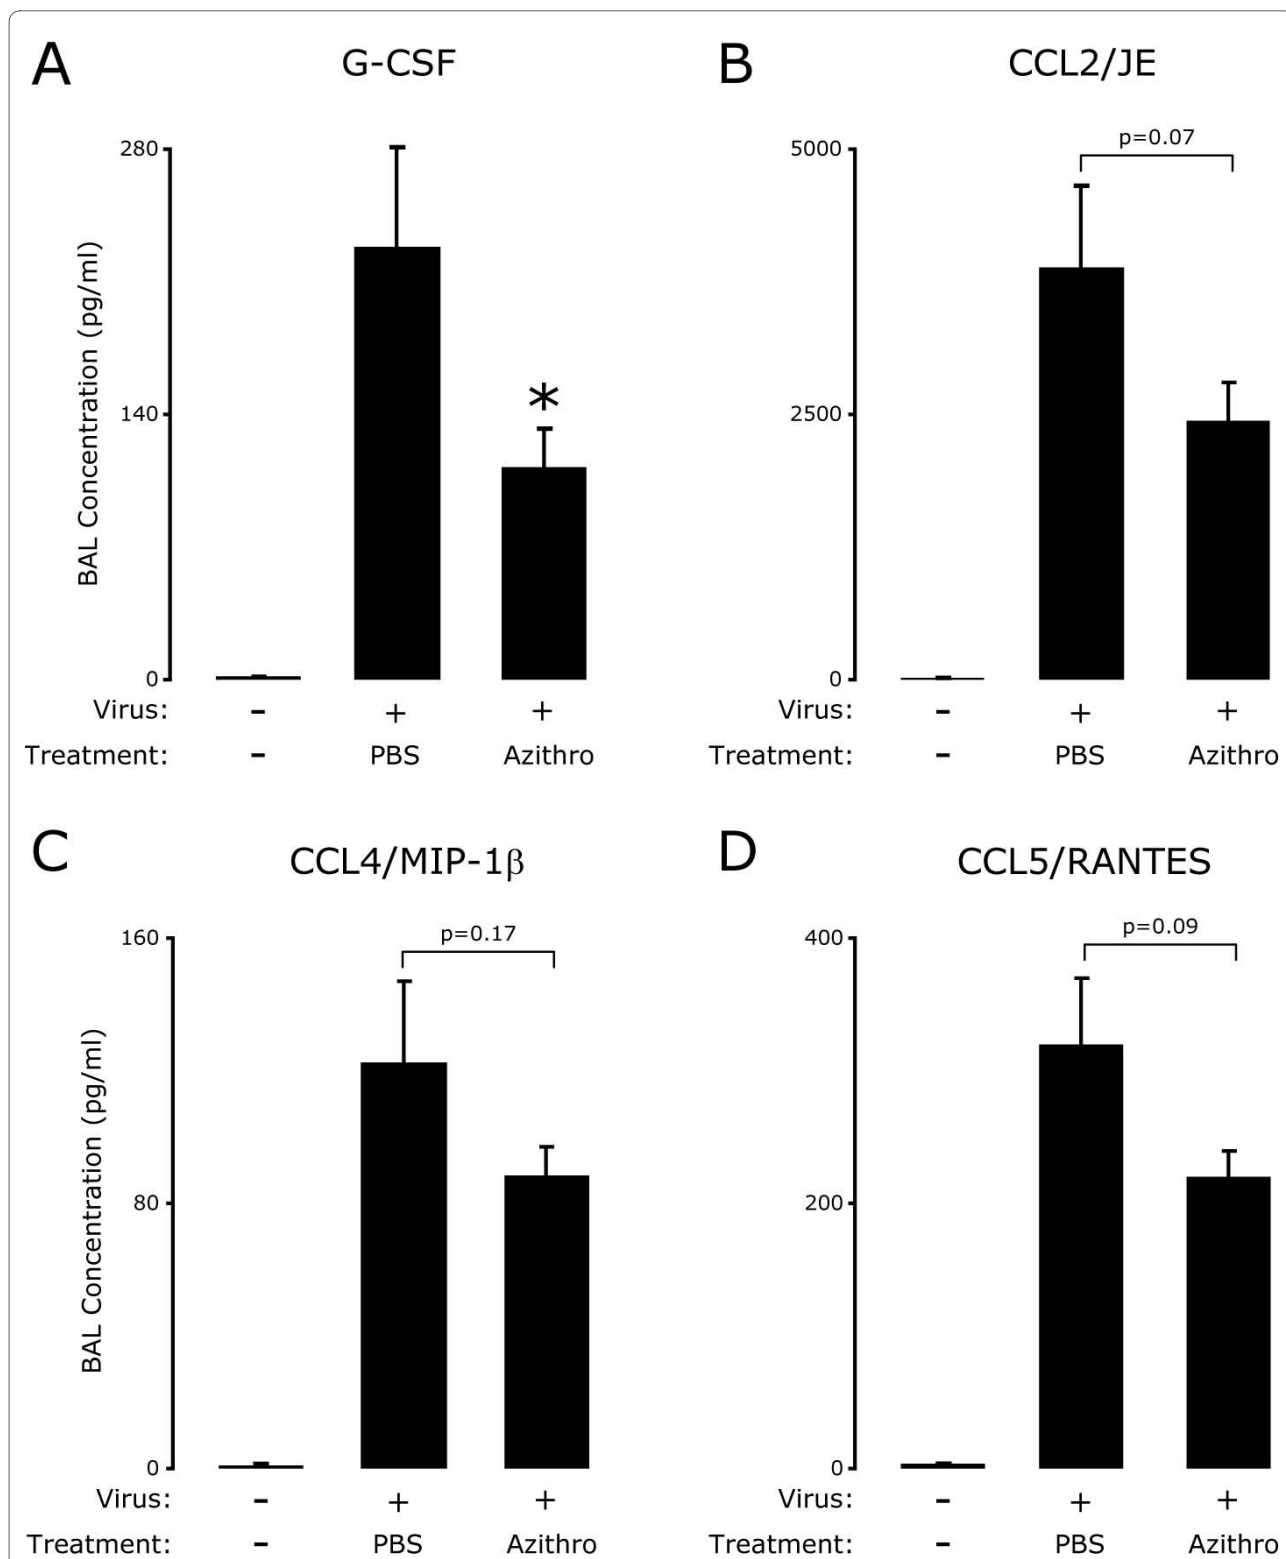 A
G-CSF
280
140
0
BAL Concentration (pg/ml)
*
Virus: - + +
Treatment: - PBS Azithro
B
CCL2/JE
p=0.07
5000
2500
0
Virus: - + +
Treatment: - PBS Azithro
C
CCL4/MIP-1β
p=0.17
160
80
0
BAL Concentration (pg/ml)
Virus: - + +
Treatment: - PBS Azithro
D
CCL5/RANTES
p=0.09
400
200
0
Virus: - + +
Treatment: - PBS Azithro